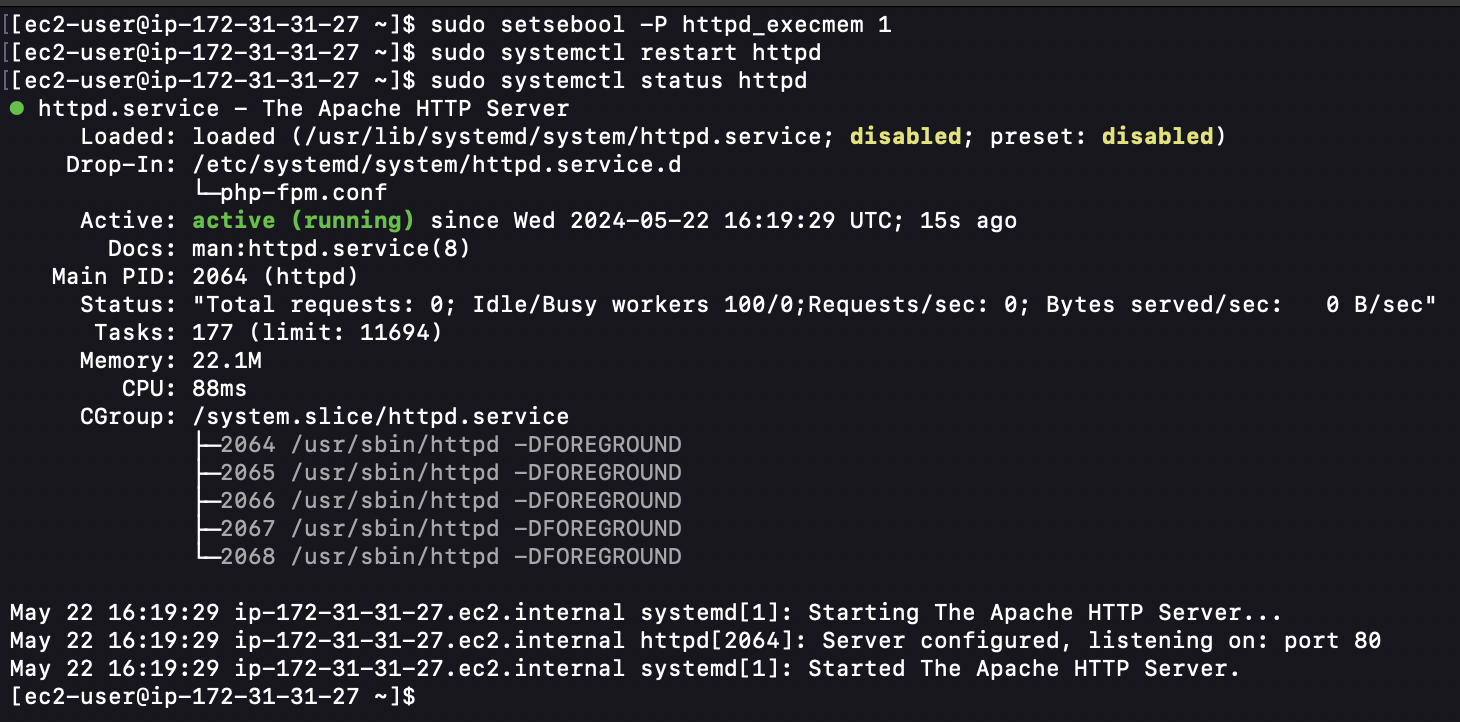 [[ec2-user@ip-172-31-31-27 ~]$ sudo setsebool -P httpd_execmem 1
[[ec2-user@ip-172-31-31-27 ~]$ sudo systemctl restart httpd
[[ec2-user@ip-172-31-31-27 ~]$ sudo systemctl status httpd
● httpd.service - The Apache HTTP Server
     Loaded: loaded (/usr/lib/systemd/system/httpd.service; disabled; preset: disabled)
    Drop-In: /etc/systemd/system/httpd.service.d
             └─php-fpm.conf
     Active: active (running) since Wed 2024-05-22 16:19:29 UTC; 15s ago
       Docs: man:httpd.service(8)
   Main PID: 2064 (httpd)
     Status: "Total requests: 0; Idle/Busy workers 100/0;Requests/sec: 0; Bytes served/sec:   0 B/sec"
      Tasks: 177 (limit: 11694)
     Memory: 22.1M
        CPU: 88ms
     CGroup: /system.slice/httpd.service
             ├─2064 /usr/sbin/httpd -DFOREGROUND
             ├─2065 /usr/sbin/httpd -DFOREGROUND
             ├─2066 /usr/sbin/httpd -DFOREGROUND
             ├─2067 /usr/sbin/httpd -DFOREGROUND
             └─2068 /usr/sbin/httpd -DFOREGROUND

May 22 16:19:29 ip-172-31-31-27.ec2.internal systemd[1]: Starting The Apache HTTP Server...
May 22 16:19:29 ip-172-31-31-27.ec2.internal httpd[2064]: Server configured, listening on: port 80
May 22 16:19:29 ip-172-31-31-27.ec2.internal systemd[1]: Started The Apache HTTP Server.
[ec2-user@ip-172-31-31-27 ~]$